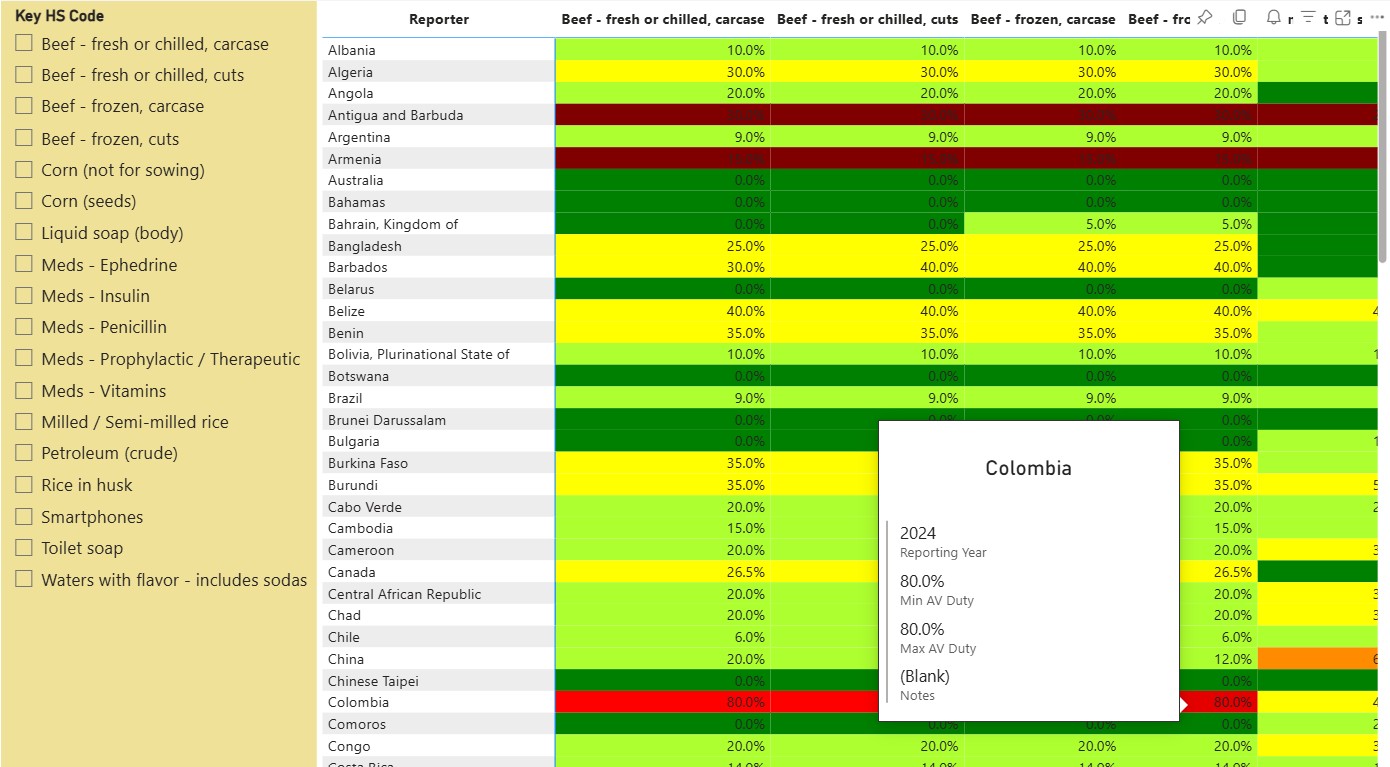 Key HS Code
Beef - fresh or chilled, carcase
Beef - fresh or chilled, cuts
Beef - frozen, carcase
Beef - frozen, cuts
Corn (not for sowing)
Corn (seeds)
Liquid soap (body)
Meds - Ephedrine
Meds - Insulin
Meds - Penicillin
Meds - Prophylactic / Therapeutic
Meds - Vitamins
Milled / Semi-milled rice
Petroleum (crude)
Rice in husk
Smartphones
Toilet soap
Waters with flavor - includes sodas
Reporter Beef - fresh or chilled, carcase Beef - fresh or chilled, cuts Beef - frozen, carcase Beef - fro
Albania 10.0% 10.0% 10.0% 10.0%
Algeria 30.0% 30.0% 30.0% 30.0%
Angola 20.0% 20.0% 20.0% 20.0%
Antigua and Barbuda
Argentina 9.0% 9.0% 9.0% 9.0%
Armenia
Australia 0.0% 0.0% 0.0% 0.0%
Bahamas 0.0% 0.0% 0.0% 0.0%
Bahrain, Kingdom of 0.0% 0.0% 5.0% 5.0%
Bangladesh 25.0% 25.0% 25.0% 25.0%
Barbados 30.0% 40.0% 40.0% 40.0%
Belarus 0.0% 0.0% 0.0% 0.0%
Belize 40.0% 40.0% 40.0% 40.0% 4
Benin 35.0% 35.0% 35.0% 35.0%
Bolivia, Plurinational State of 10.0% 10.0% 10.0% 10.0% 1
Botswana 0.0% 0.0% 0.0% 0.0%
Brazil 9.0% 9.0% 9.0% 9.0%
Brunei Darussalam 0.0% 0.0% 0.0% 0.0%
Bulgaria 0.0% 0.0% 1
Burkina Faso 35.0% 35.0%
Burundi 35.0% 35.0% 5
Cabo Verde 20.0% 20.0% 2
Cambodia 15.0% 15.0%
Cameroon 20.0% 20.0% 3
Canada 26.5% 26.5%
Central African Republic 20.0% 20.0% 3
Chad 20.0% 20.0% 3
Chile 6.0% 6.0%
China 20.0% 12.0% 6
Chinese Taipei 0.0% 0.0%
Colombia 80.0% 80.0% 4
Comoros 0.0% 0.0% 0.0% 0.0% 2
Congo 20.0% 20.0% 20.0% 20.0% 3
Costa Rica 14.0% 14.0% 14.0% 14.0%
Colombia
2024
Reporting Year
80.0%
Min AV Duty
80.0%
Max AV Duty
(Blank)
Notes